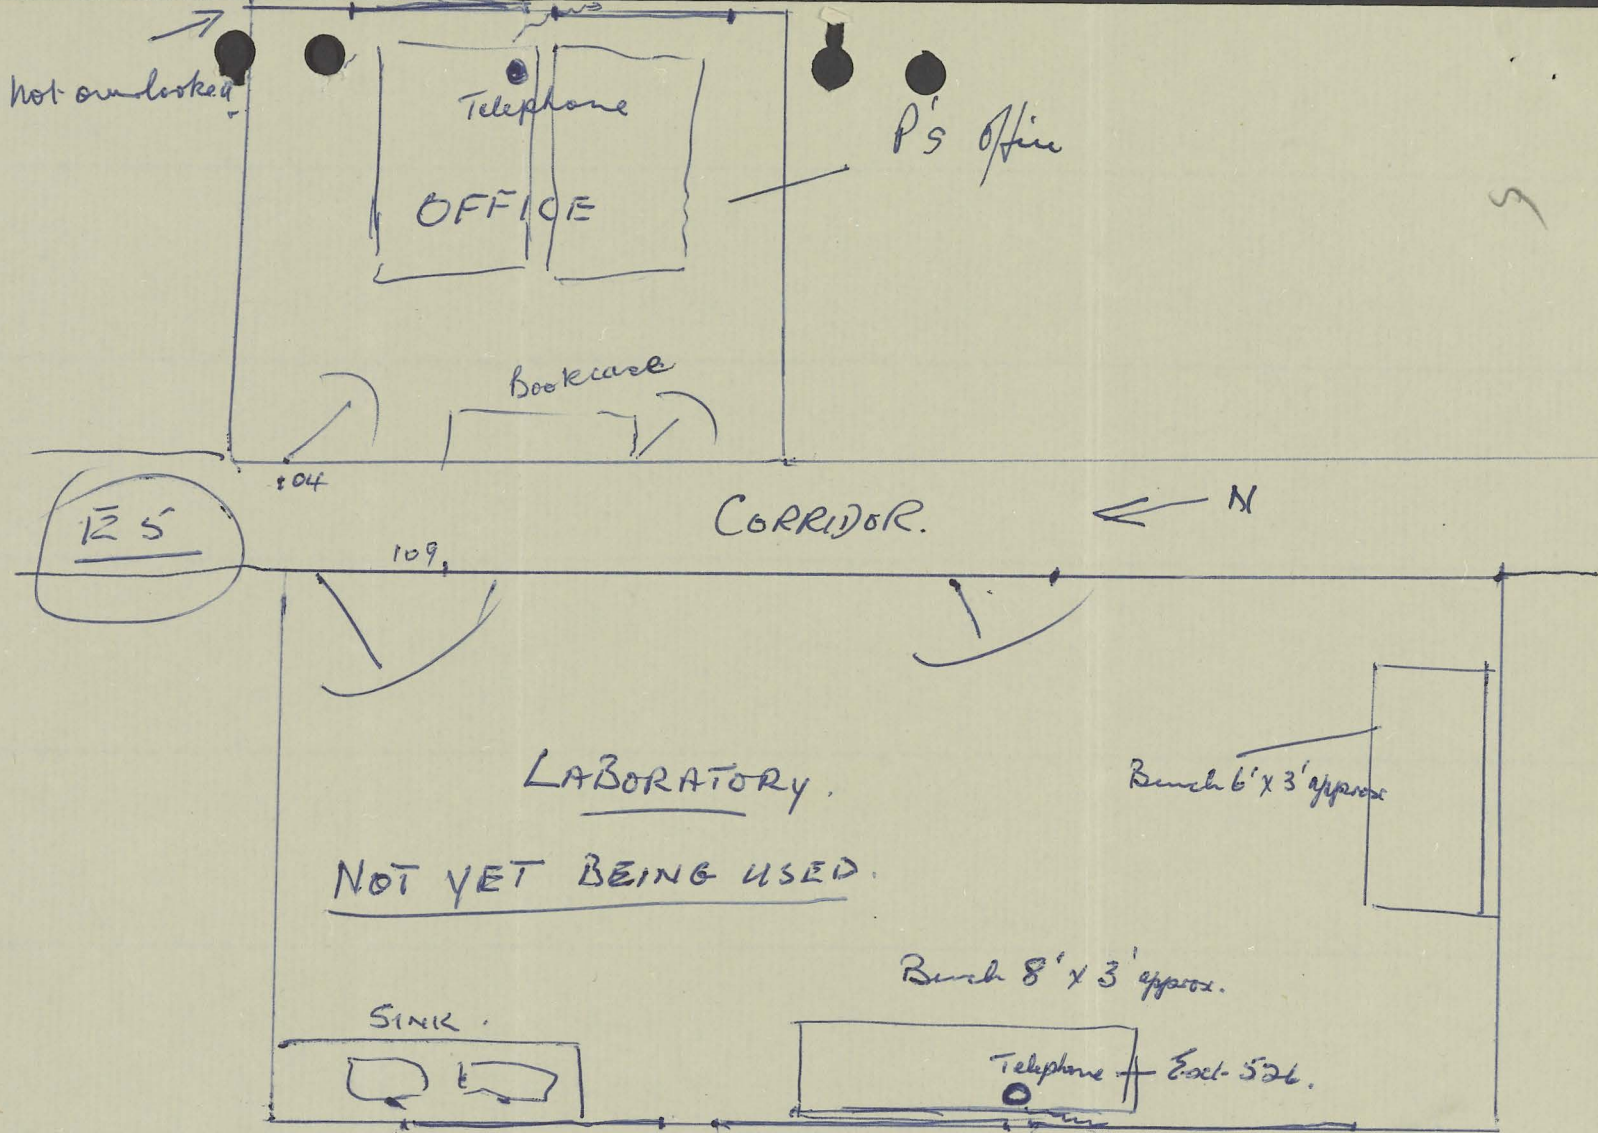 Not overlooked.
Telephone
P's Office
OFFICE
Bookcase
104
E5
CORRIDOR.
N
109
LABORATORY.
Bench 6' x 3' approx
NOT YET BEING USED.
Bench 8' x 3' approx.
SINK.
Telephone
Ext. 526.